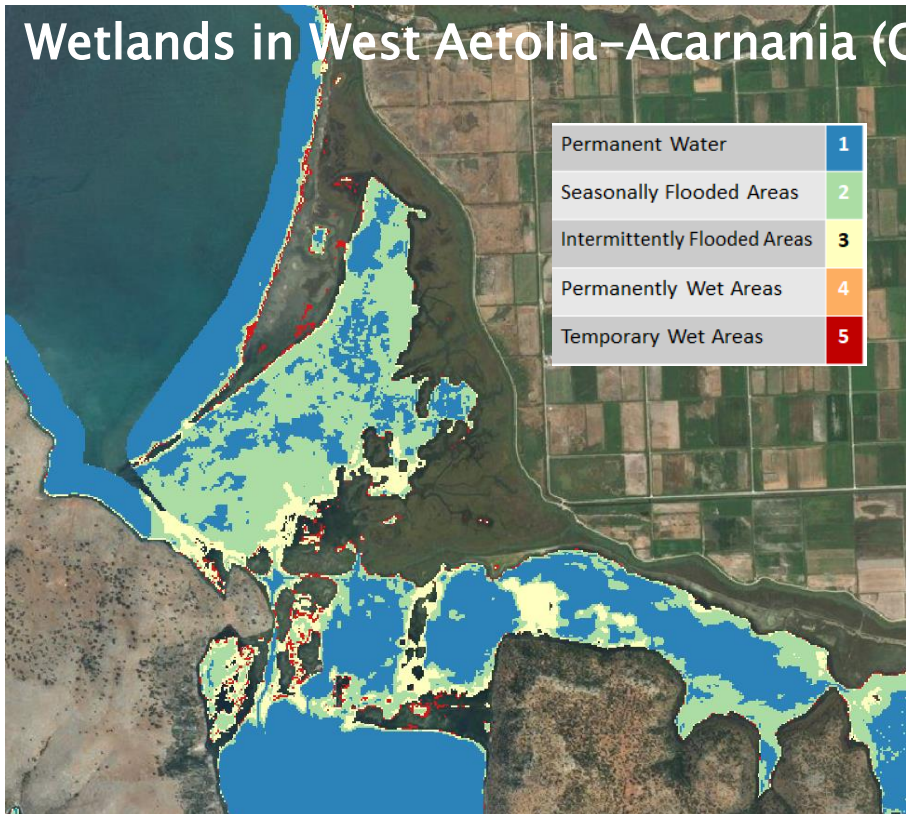 Wetlands in West Aetolia–Acarnania (
Permanent Water 1
Seasonally Flooded Areas 2
Intermittently Flooded Areas 3
Permanently Wet Areas 4
Temporary Wet Areas 5